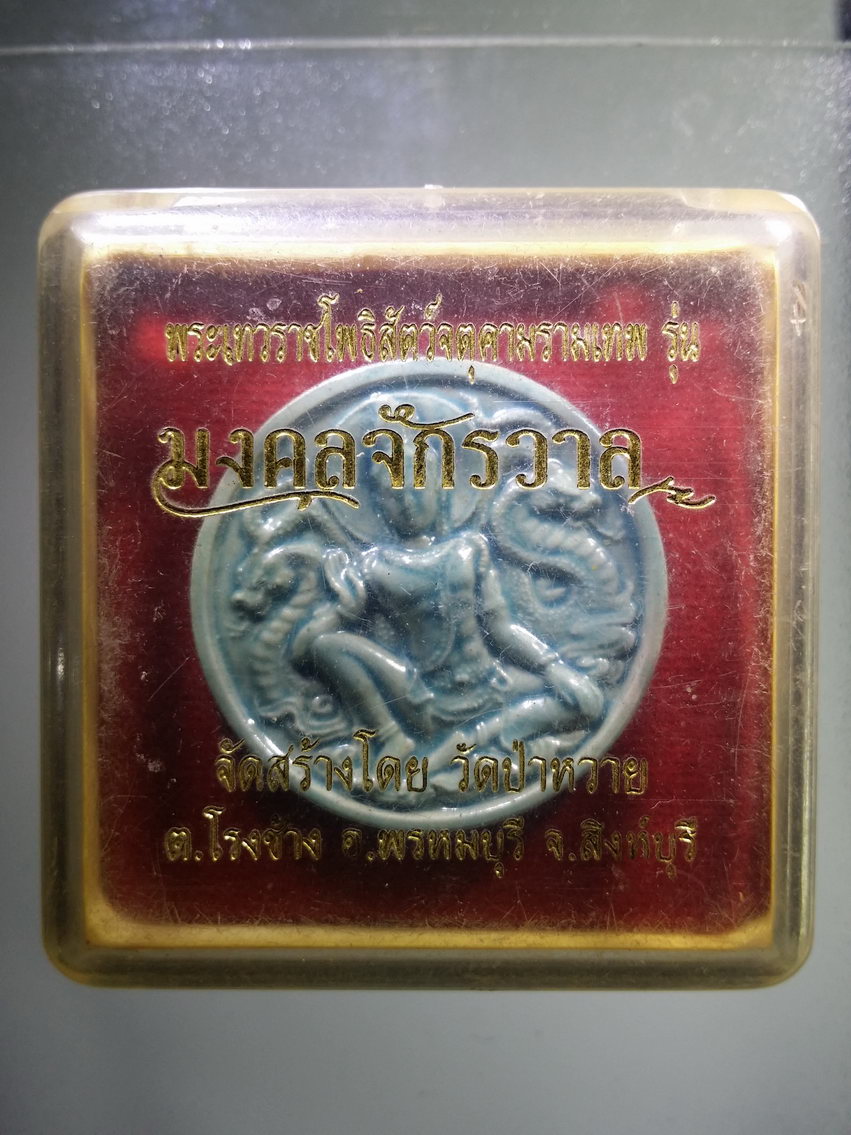 พระเทวราชโพธิสัตว์จตุคามรามเทพ รุ่น
มงคลจักรวาล
จัดสร้างโดย วัดป่าหวาย
ต.โรงช้าง อ.พรหมบุรี จ.สิงห์บุรี